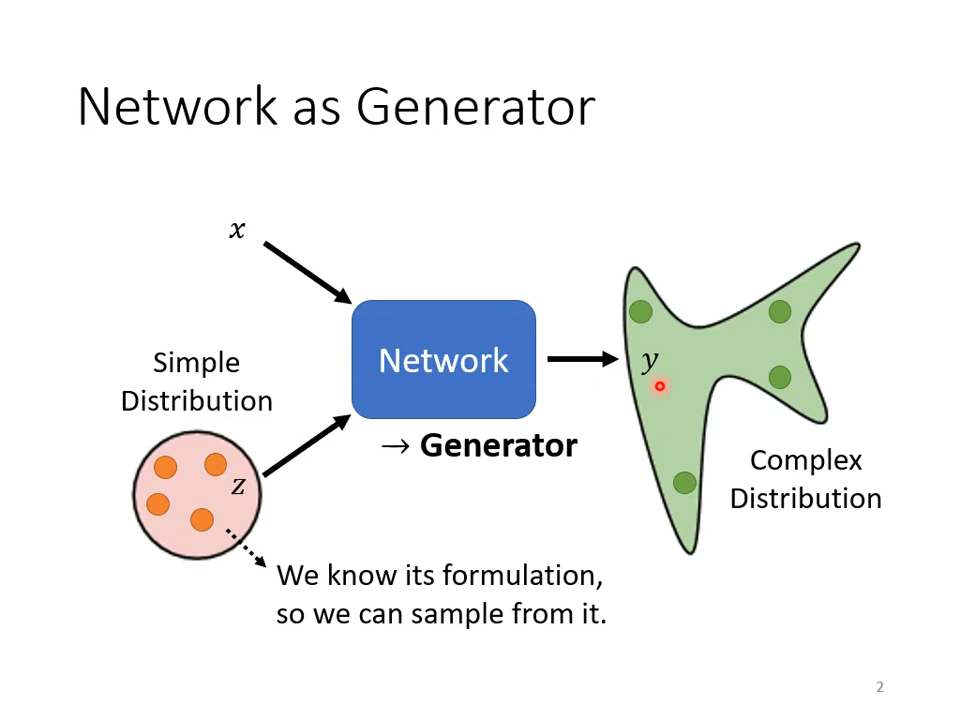 Network as Generator
x
Simple
Distribution
z
Network
→ Generator
y
Complex
Distribution
We know its formulation,
so we can sample from it.
2